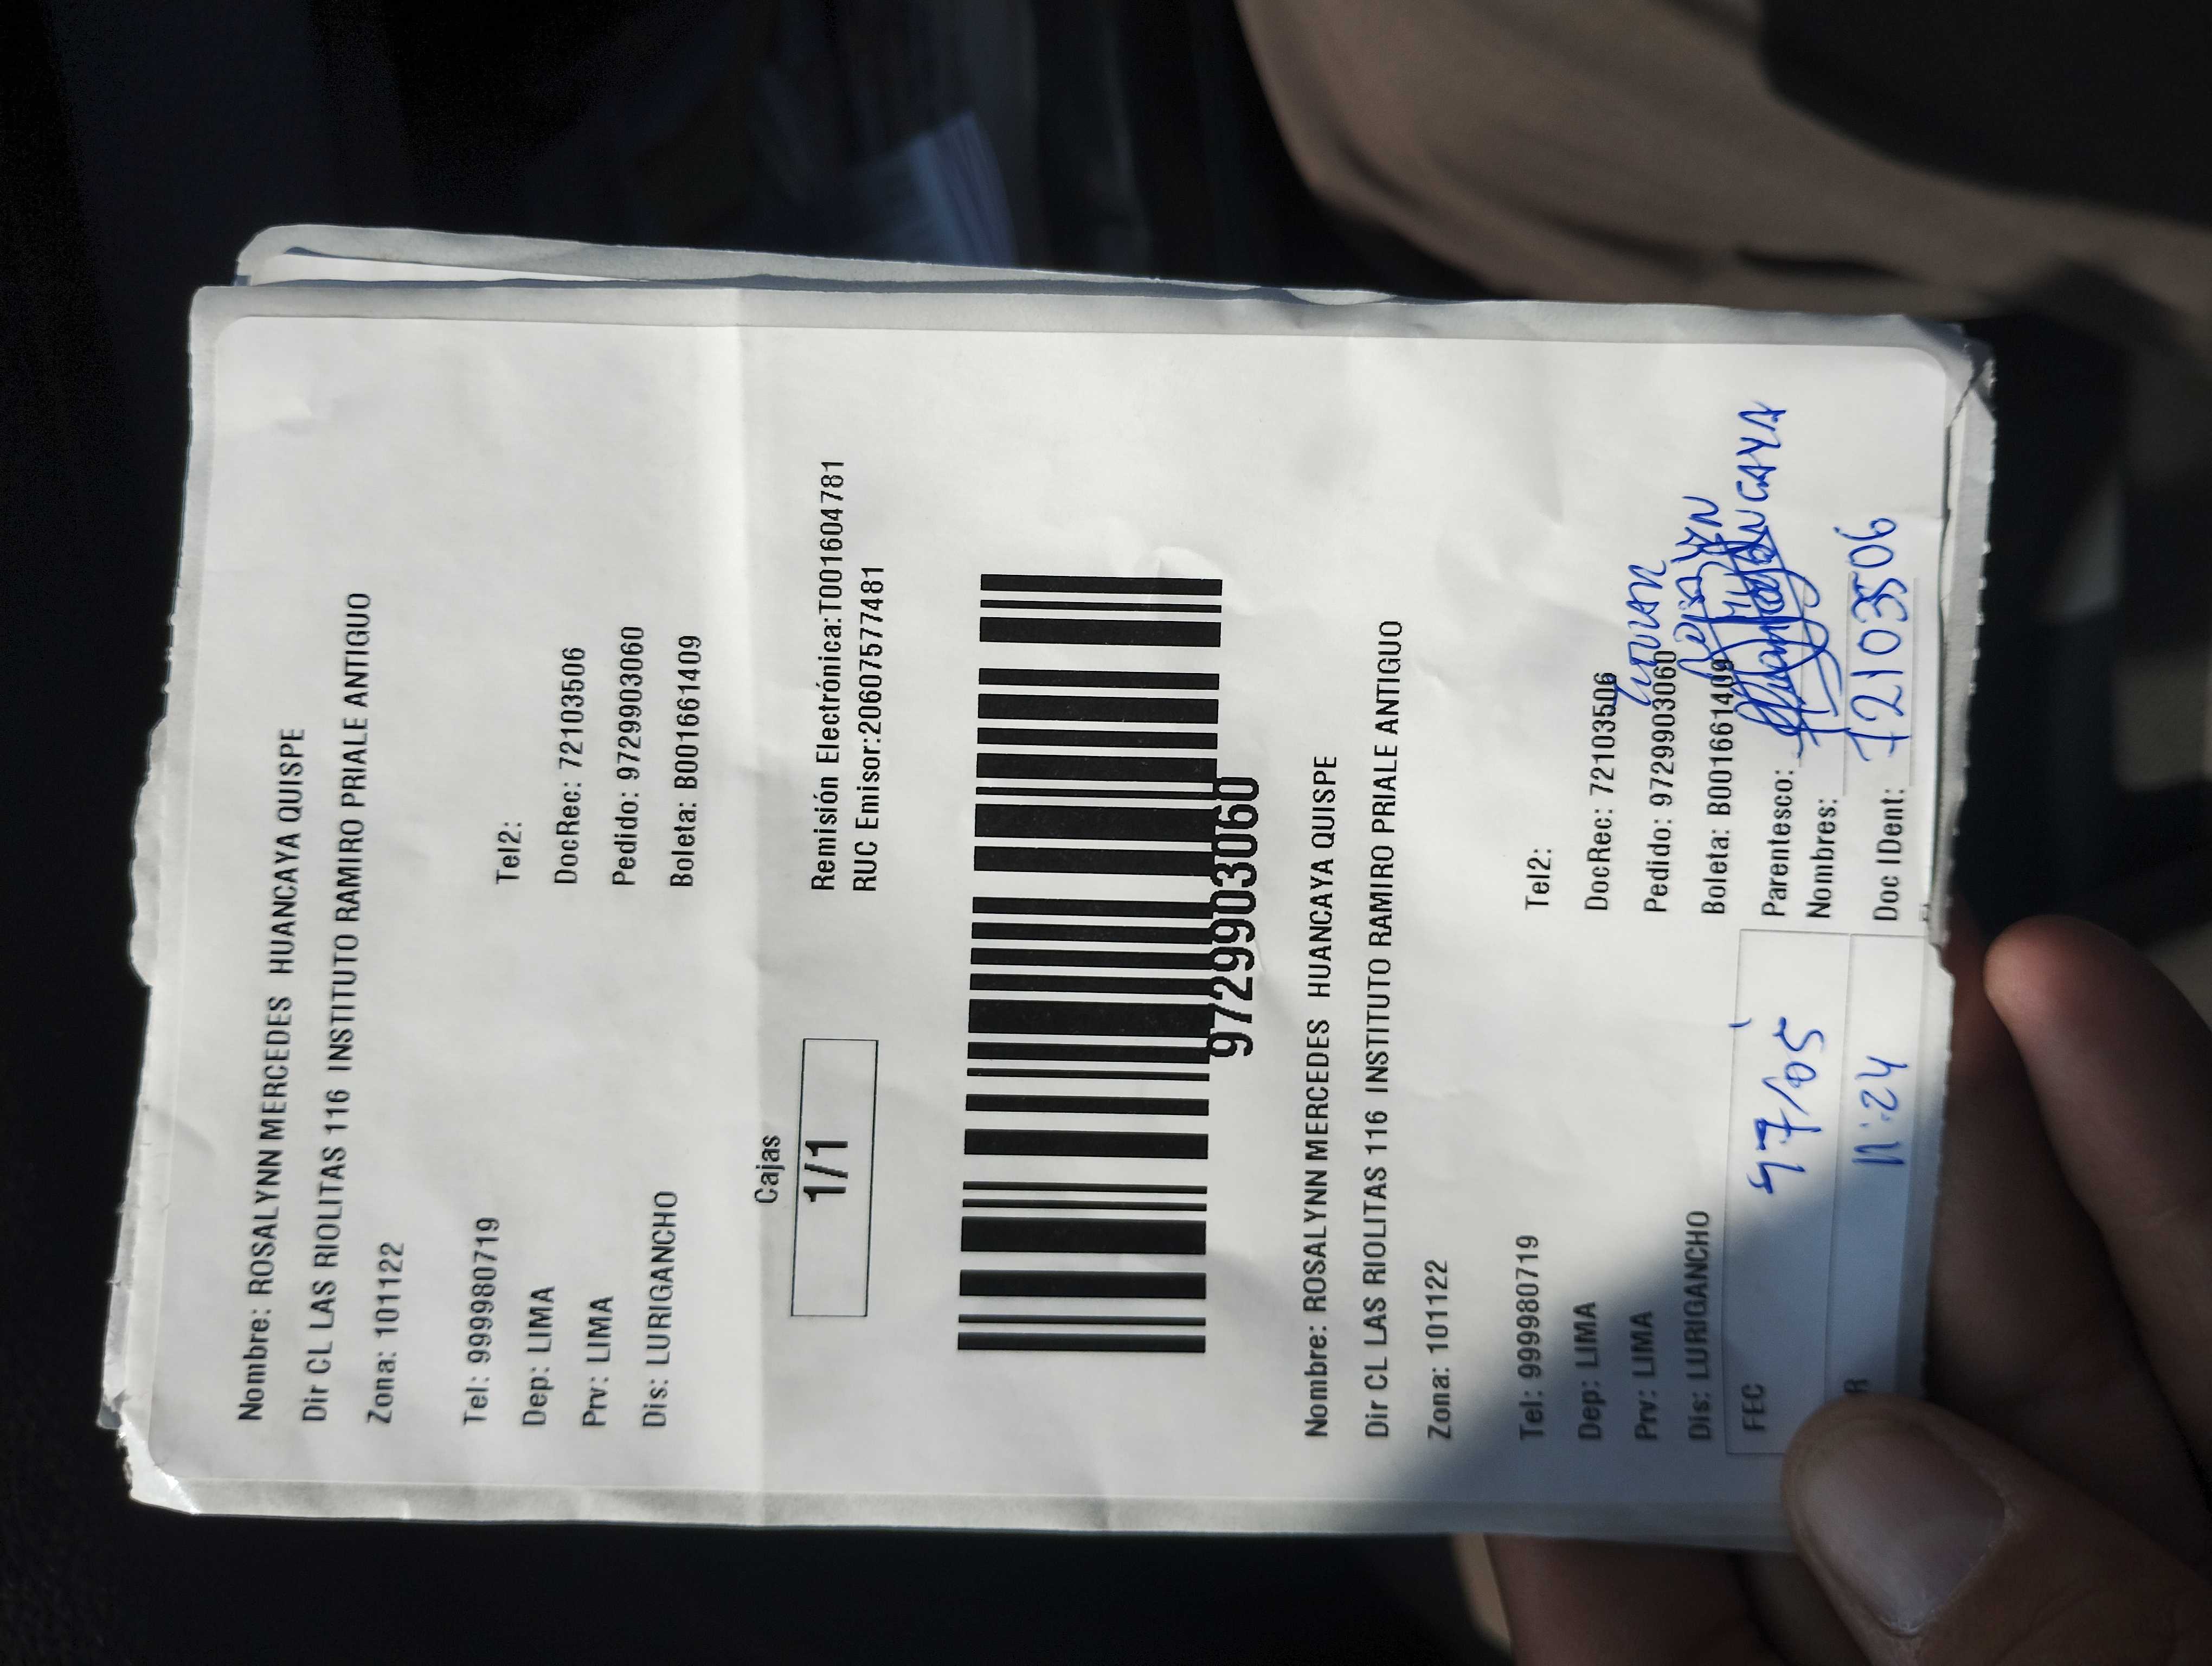 Nombre: ROSALYNN MERCEDES HUANCAYA QUISPE
Dir CL LAS RIOLITAS 116 INSTITUTO RAMIRO PRIALE ANTIGUO
Zona: 101122
Tel: 999980719 Tel2:
Dep: LIMA DocRec: 72103506
Prv: LIMA Pedido: 9729903060
Dis: LURIGANCHO Boleta: B001661409
Cajas
1/1
Remisión Electrónica:T001604781
RUC Emisor:20607577481
9729903060
Nombre: ROSALYNN MERCEDES HUANCAYA QUISPE
Dir CL LAS RIOLITAS 116 INSTITUTO RAMIRO PRIALE ANTIGUO
Zona: 101122
Tel: 999980719 Tel2:
Dep: LIMA DocRec: 72103506
Prv: LIMA Pedido: 9729903060
Dis: LURIGANCHO Boleta: B001661409
FEC Parentesco:
Nombres:
R 11:24 Doc IDent: 72103506